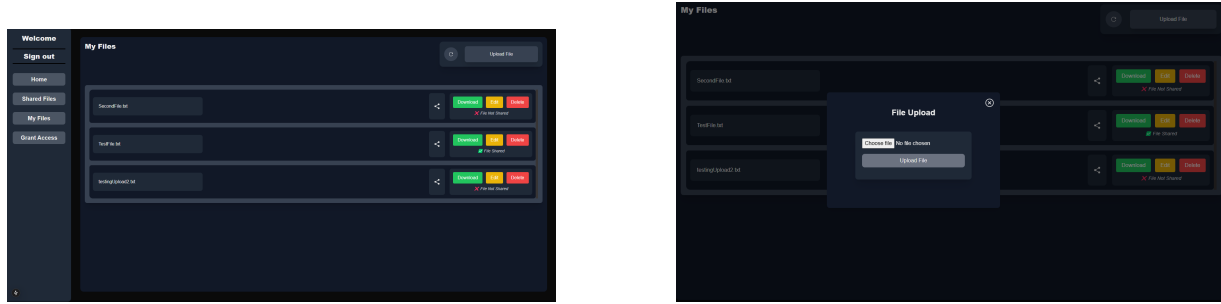 Welcome
Sign out
Home
Shared Files
My Files
Grant Access
My Files
Upload File
SecondFile.txt
Download Edit Delete
❌ File Not Shared
TestFile.txt
Download Edit Delete
✅ File Shared
testingUpload2.txt
Download Edit Delete
❌ File Not Shared
My Files
Upload File
SecondFile.txt
Download Edit Delete
❌ File Not Shared
TestFile.txt
Download Edit Delete
✅ File Shared
testingUpload2.txt
Download Edit Delete
❌ File Not Shared
File Upload
Choose file No file chosen
Upload File